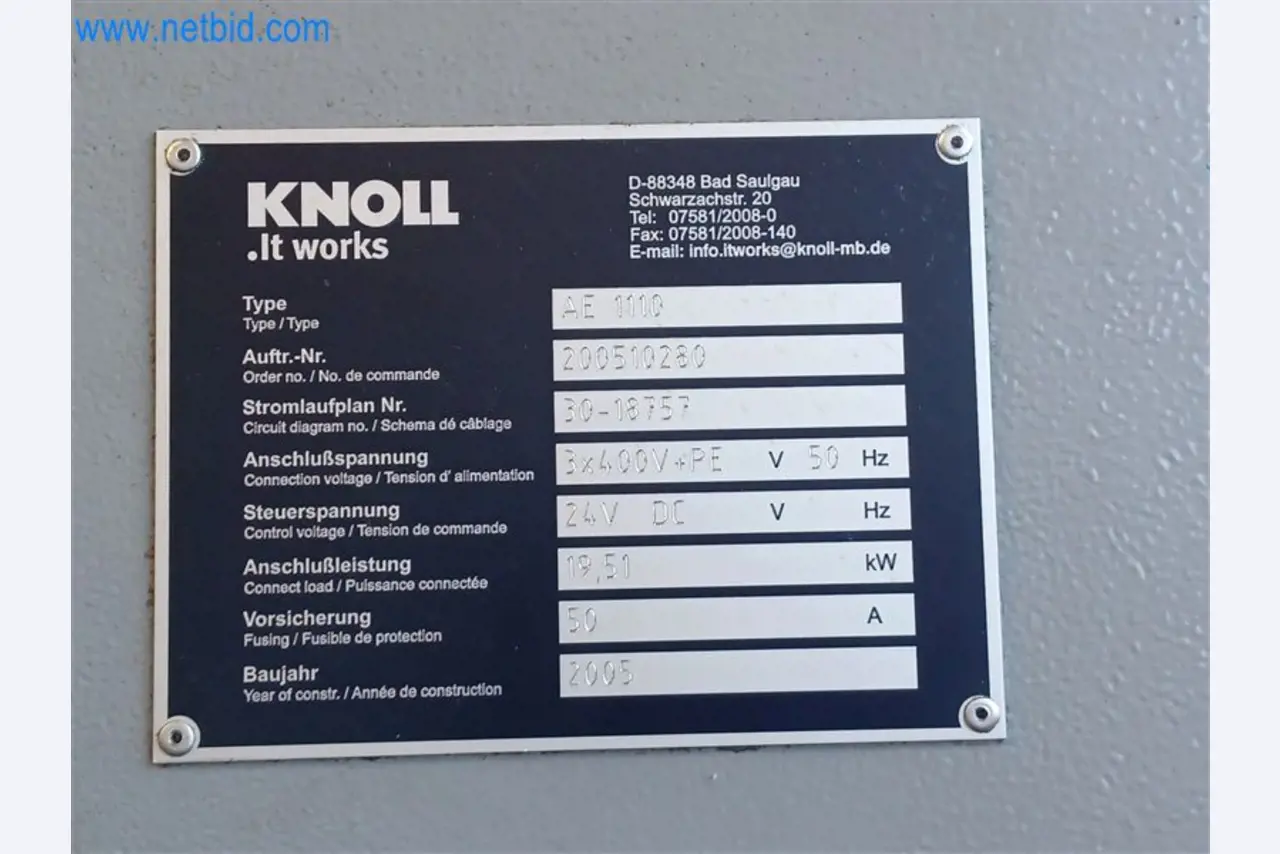 www.netbid.com
KNOLL
.It works
D-88348 Bad Saulgau
Schwarzachstr. 20
Tel: 07581/2008-0
Fax: 07581/2008-140
E-mail: info.itworks@knoll-mb.de
Type AE 1110
Type / Type
Auftr.-Nr. 200510280
Order no. / No. de commande
Stromlaufplan Nr. 30-18757
Circuit diagram no. / Schema dé câblage
Anschlußspannung 3x400V+PE V 50 Hz
Connection voltage / Tension d' alimentation
Steuerspannung 24V DC V Hz
Control voltage / Tension de commande
Anschlußleistung 19,51 kW
Connect load / Puissance connectée
Vorsicherung 50 A
Fusing / Fusible de protection
Baujahr 2005
Year of constr. / Année de construction